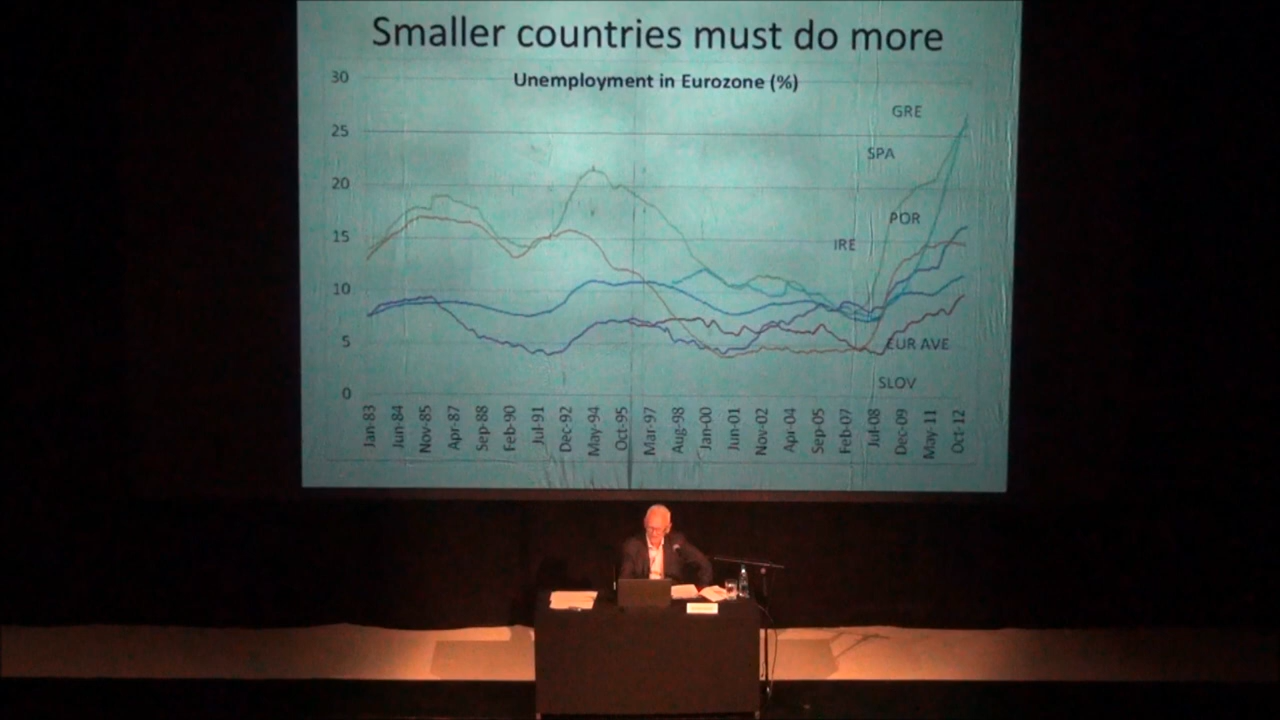 Smaller countries must do more
Unemployment in Eurozone (%)
30
25
20
15
10
5
0
GRE
SPA
POR
IRE
EUR AVE
SLOV
Jan-83
Jun-84
Nov-85
Apr-87
Sep-88
Feb-90
Jul-91
Dec-92
May-94
Oct-95
Mar-97
Aug-98
Jan-00
Jun-01
Nov-02
Apr-04
Sep-05
Feb-07
Jul-08
Dec-09
May-11
Oct-12